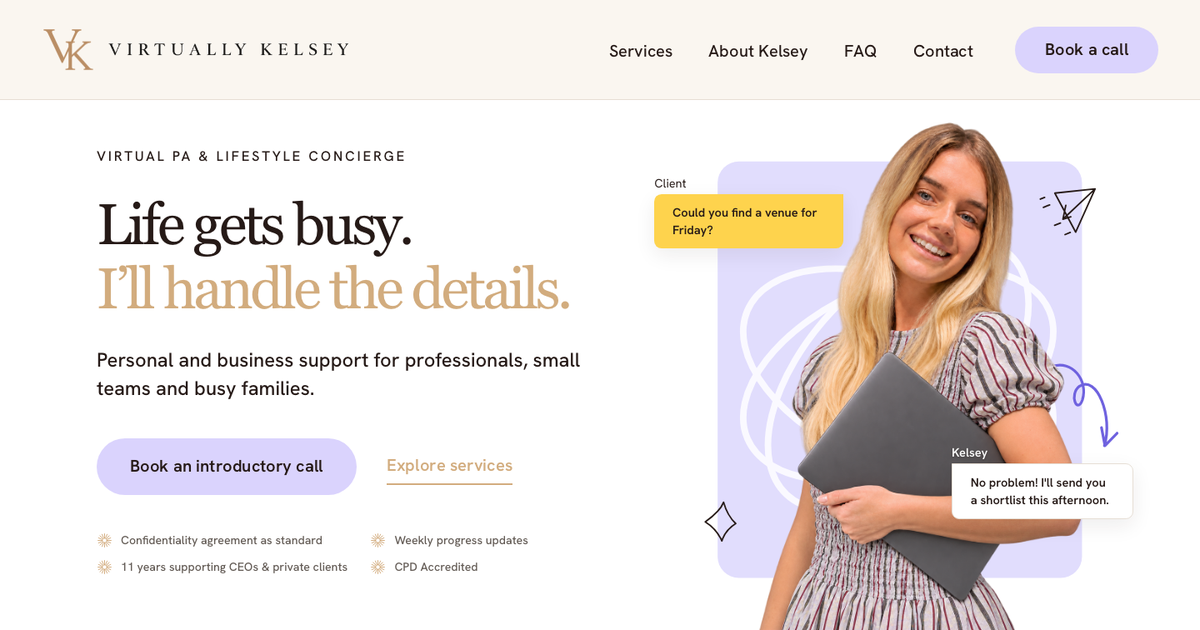 VK VIRTUALLY KELSEY
Services About Kelsey FAQ Contact Book a call
VIRTUAL PA & LIFESTYLE CONCIERGE
Life gets busy.
I’ll handle the details.
Personal and business support for professionals, small
teams and busy families.
Book an introductory call Explore services
Confidentiality agreement as standard Weekly progress updates
11 years supporting CEOs & private clients CPD Accredited
Client
Could you find a venue for
Friday?
Kelsey
No problem! I'll send you
a shortlist this afternoon.